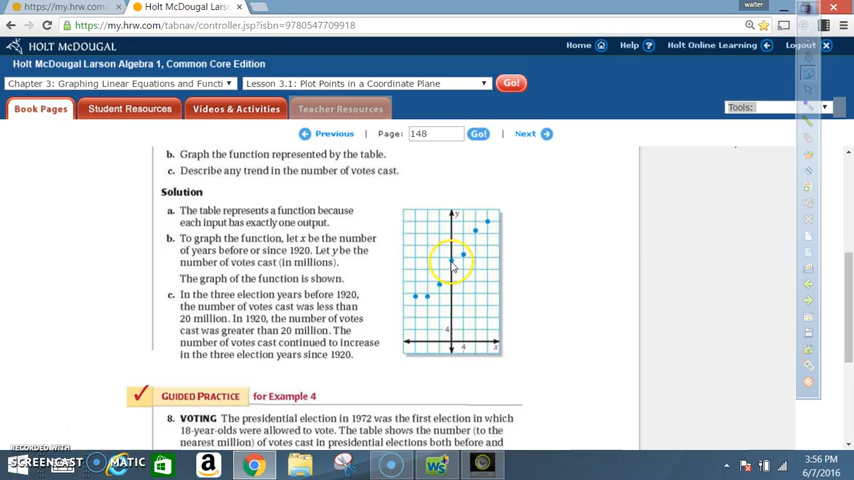 https://my.hrw.com/tabnav/ ×
Holt McDougal Larson ×
walter
https://my.hrw.com/tabnav/controller.jsp?isbn=9780547709918
HOLT McDOUGAL
Home
Help
Holt Online Learning
Logout
Holt McDougal Larson Algebra 1, Common Core Edition
Chapter 3: Graphing Linear Equations and Functi
Lesson 3.1: Plot Points in a Coordinate Plane
Go!
Book Pages
Student Resources
Videos & Activities
Teacher Resources
Tools:
Previous | Page: 148 Go! | Next
b. Graph the function represented by the table.
c. Describe any trend in the number of votes cast.
Solution
a. The table represents a function because
each input has exactly one output.
b. To graph the function, let x be the number
of years before or since 1920. Let y be the
number of votes cast (in millions).
The graph of the function is shown.
c. In the three election years before 1920,
the number of votes cast was less than
20 million. In 1920, the number of votes
cast was greater than 20 million. The
number of votes cast continued to increase
in the three election years since 1920.
y
4
4
x
GUIDED PRACTICE for Example 4
8. VOTING The presidential election in 1972 was the first election in which
18-year-olds were allowed to vote. The table shows the number (to the
nearest million) of votes cast in presidential elections both before and
RECORDED WITH
SCREENCAST MATIC
3:56 PM
6/7/2016